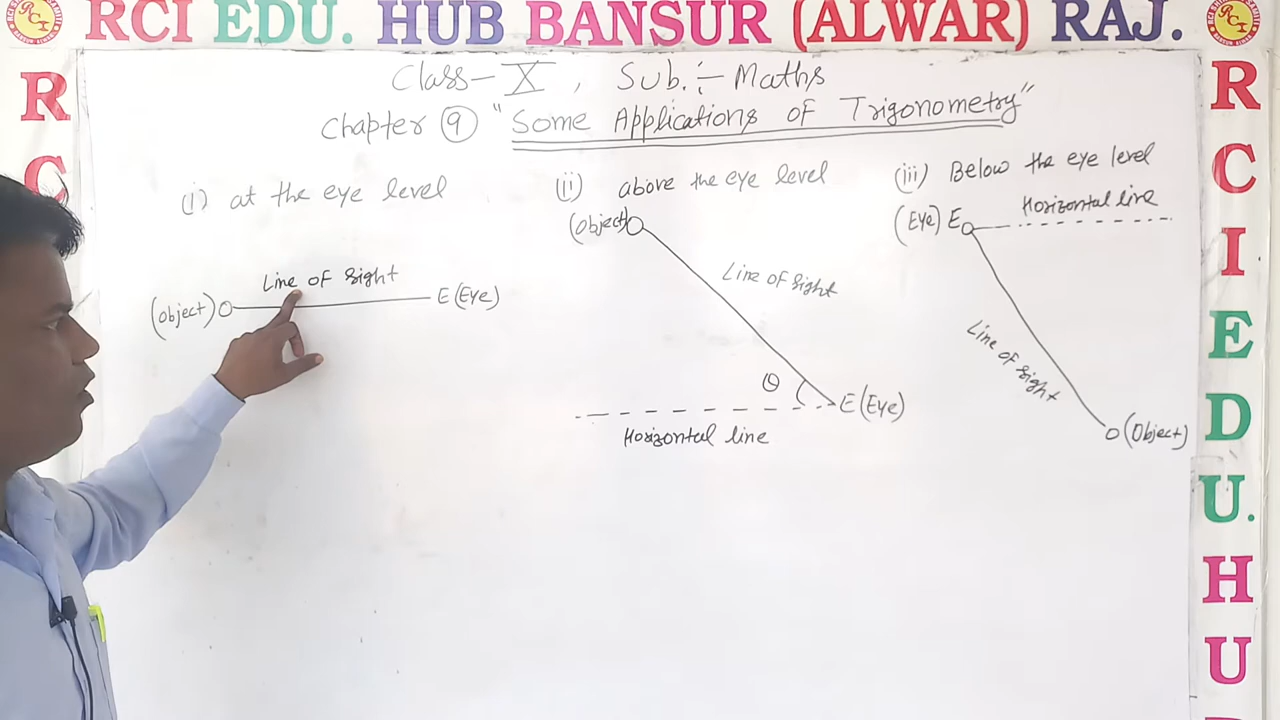 RCI EDU. HUB BANSUR (ALWAR) RAJ.
Class - X , Sub. :- Maths
Chapter 9 "Some Applications of Trigonometry"
(i) at the eye level
(Object) O
Line of sight
E (Eye)
(ii) above the eye level
(Object) O
Line of sight
θ
E (Eye)
Horizontal line
(iii) Below the eye level
(Eye) E
Horizontal line
Line of sight
O (Object)
R
C
R
C
I
E
D
U.
H
U